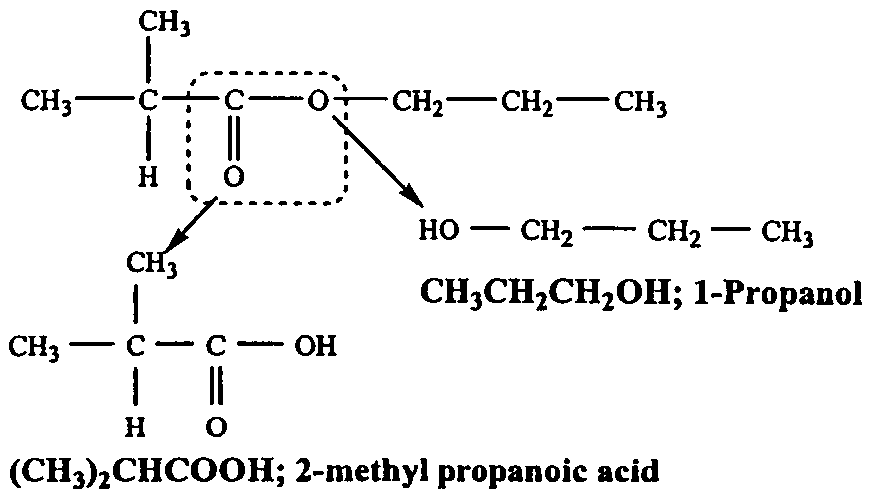 CH₃
CH₃—C—C—O—CH₂—CH₂—CH₃
H O
HO—CH₂—CH₂—CH₃
CH₃
CH₃CH₂CH₂OH; 1-Propanol
CH₃—C—C—OH
H O
(CH₃)₂CHCOOH; 2-methyl propanoic acid